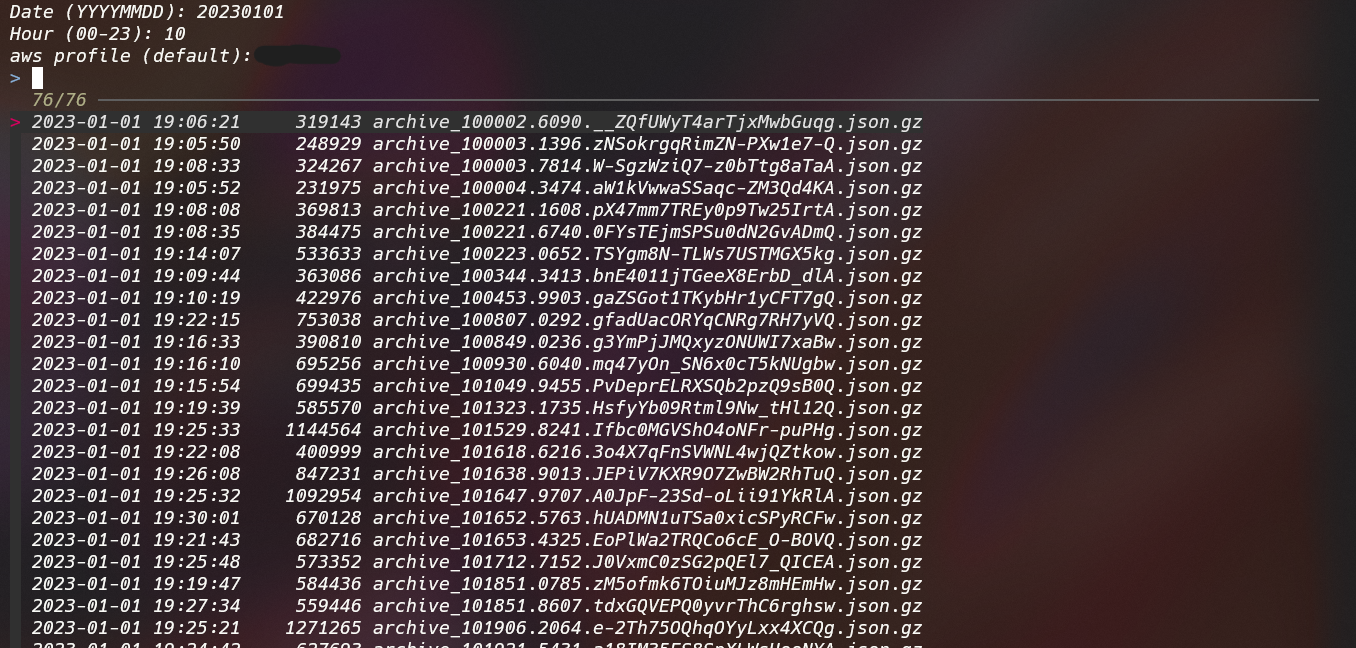 Date (YYYYMMDD): 20230101
Hour (00-23): 10
aws profile (default):
>
76/76
> 2023-01-01 19:06:21 319143 archive_100002.6090.__ZQfUWyT4arTjxMwbGuqg.json.gz
2023-01-01 19:05:50 248929 archive_100003.1396.zNSokrgqRimZN-PXw1e7-Q.json.gz
2023-01-01 19:08:33 324267 archive_100003.7814.W-SgzWziQ7-z0bTtg8aTaA.json.gz
2023-01-01 19:05:52 231975 archive_100004.3474.aW1kVwwaSSaqc-ZM3Qd4KA.json.gz
2023-01-01 19:08:08 369813 archive_100221.1608.pX47mm7TREy0p9Tw25IrtA.json.gz
2023-01-01 19:08:35 384475 archive_100221.6740.0FYsTEjmSPSu0dN2GvADmQ.json.gz
2023-01-01 19:14:07 533633 archive_100223.0652.TSYgm8N-TLWs7USTMGX5kg.json.gz
2023-01-01 19:09:44 363086 archive_100344.3413.bnE4011jTGeeX8ErbD_dlA.json.gz
2023-01-01 19:10:19 422976 archive_100453.9903.gaZSGot1TKybHr1yCFT7gQ.json.gz
2023-01-01 19:22:15 753038 archive_100807.0292.gfadUacORYqCNRg7RH7yVQ.json.gz
2023-01-01 19:16:33 390810 archive_100849.0236.g3YmPjJMQxyzONUWI7xaBw.json.gz
2023-01-01 19:16:10 695256 archive_100930.6040.mq47yOn_SN6x0cT5kNUgbw.json.gz
2023-01-01 19:15:54 699435 archive_101049.9455.PvDeprELRXSQb2pzQ9sB0Q.json.gz
2023-01-01 19:19:39 585570 archive_101323.1735.HsfyYb09Rtml9Nw_tHl12Q.json.gz
2023-01-01 19:25:33 1144564 archive_101529.8241.Ifbc0MGVShO4oNFr-puPHg.json.gz
2023-01-01 19:22:08 400999 archive_101618.6216.3o4X7qFnSVWNL4wjQZtkow.json.gz
2023-01-01 19:26:08 847231 archive_101638.9013.JEPiV7KXR9O7ZwBW2RhTuQ.json.gz
2023-01-01 19:25:32 1092954 archive_101647.9707.A0JpF-23Sd-oLii91YkRlA.json.gz
2023-01-01 19:30:01 670128 archive_101652.5763.hUADMN1uTSa0xicSPyRCFw.json.gz
2023-01-01 19:21:43 682716 archive_101653.4325.EoPlWa2TRQCo6cE_O-BOVQ.json.gz
2023-01-01 19:25:48 573352 archive_101712.7152.J0VxmC0zSG2pQEl7_QICEA.json.gz
2023-01-01 19:19:47 584436 archive_101851.0785.zM5ofmk6TOiuMJz8mHEmHw.json.gz
2023-01-01 19:27:34 559446 archive_101851.8607.tdxGQVEPQ0yvrThC6rghsw.json.gz
2023-01-01 19:25:21 1271265 archive_101906.2064.e-2Th75OQhqOYyLxx4XCQg.json.gz